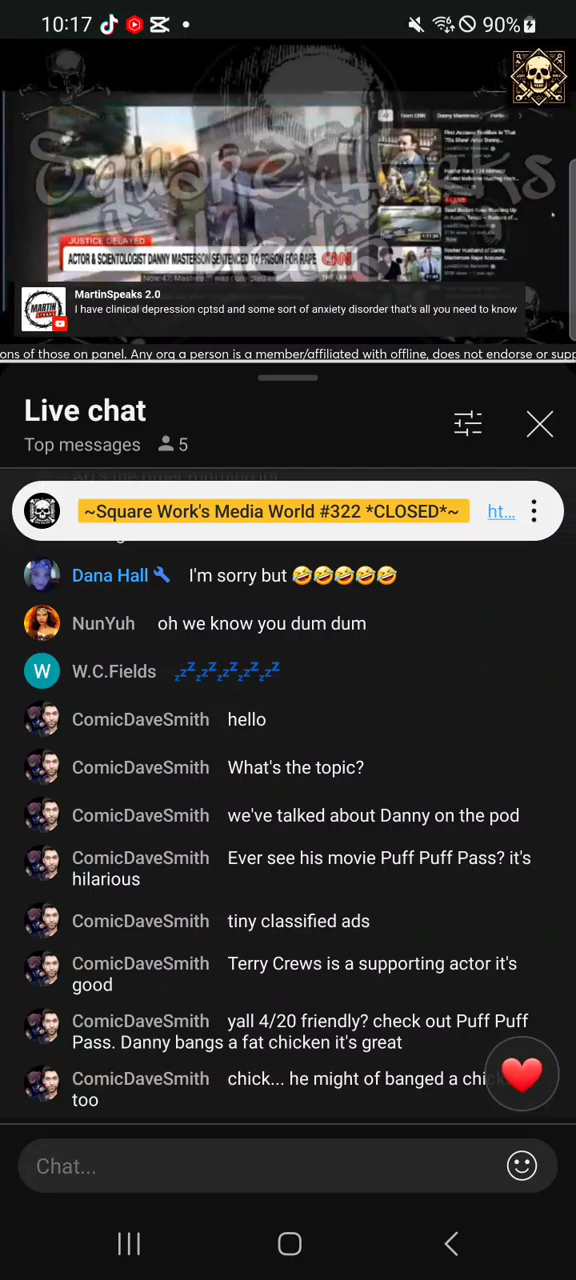 10:17
90%
Square Works
Media
JUSTICE DELAYED
ACTOR & SCIENTOLOGIST DANNY MASTERSON SENTENCED TO PRISON FOR RAPE
CNN
MartinSpeaks 2.0
I have clinical depression cptsd and some sort of anxiety disorder that's all you need to know
ons of those on panel. Any org a person is a member/affiliated with offline, does not endorse or supp
Live chat
Top messages 5
~Square Work's Media World #322 *CLOSED*~ ht...
Dana Hall I'm sorry but 🤣🤣🤣🤣🤣
NunYuh oh we know you dum dum
W
W.C.Fields 💤💤💤💤💤💤
ComicDaveSmith hello
ComicDaveSmith What's the topic?
ComicDaveSmith we've talked about Danny on the pod
ComicDaveSmith Ever see his movie Puff Puff Pass? it's
hilarious
ComicDaveSmith tiny classified ads
ComicDaveSmith Terry Crews is a supporting actor it's
good
ComicDaveSmith yall 4/20 friendly? check out Puff Puff
Pass. Danny bangs a fat chicken it's great
ComicDaveSmith chick... he might of banged a chi
too
Chat...